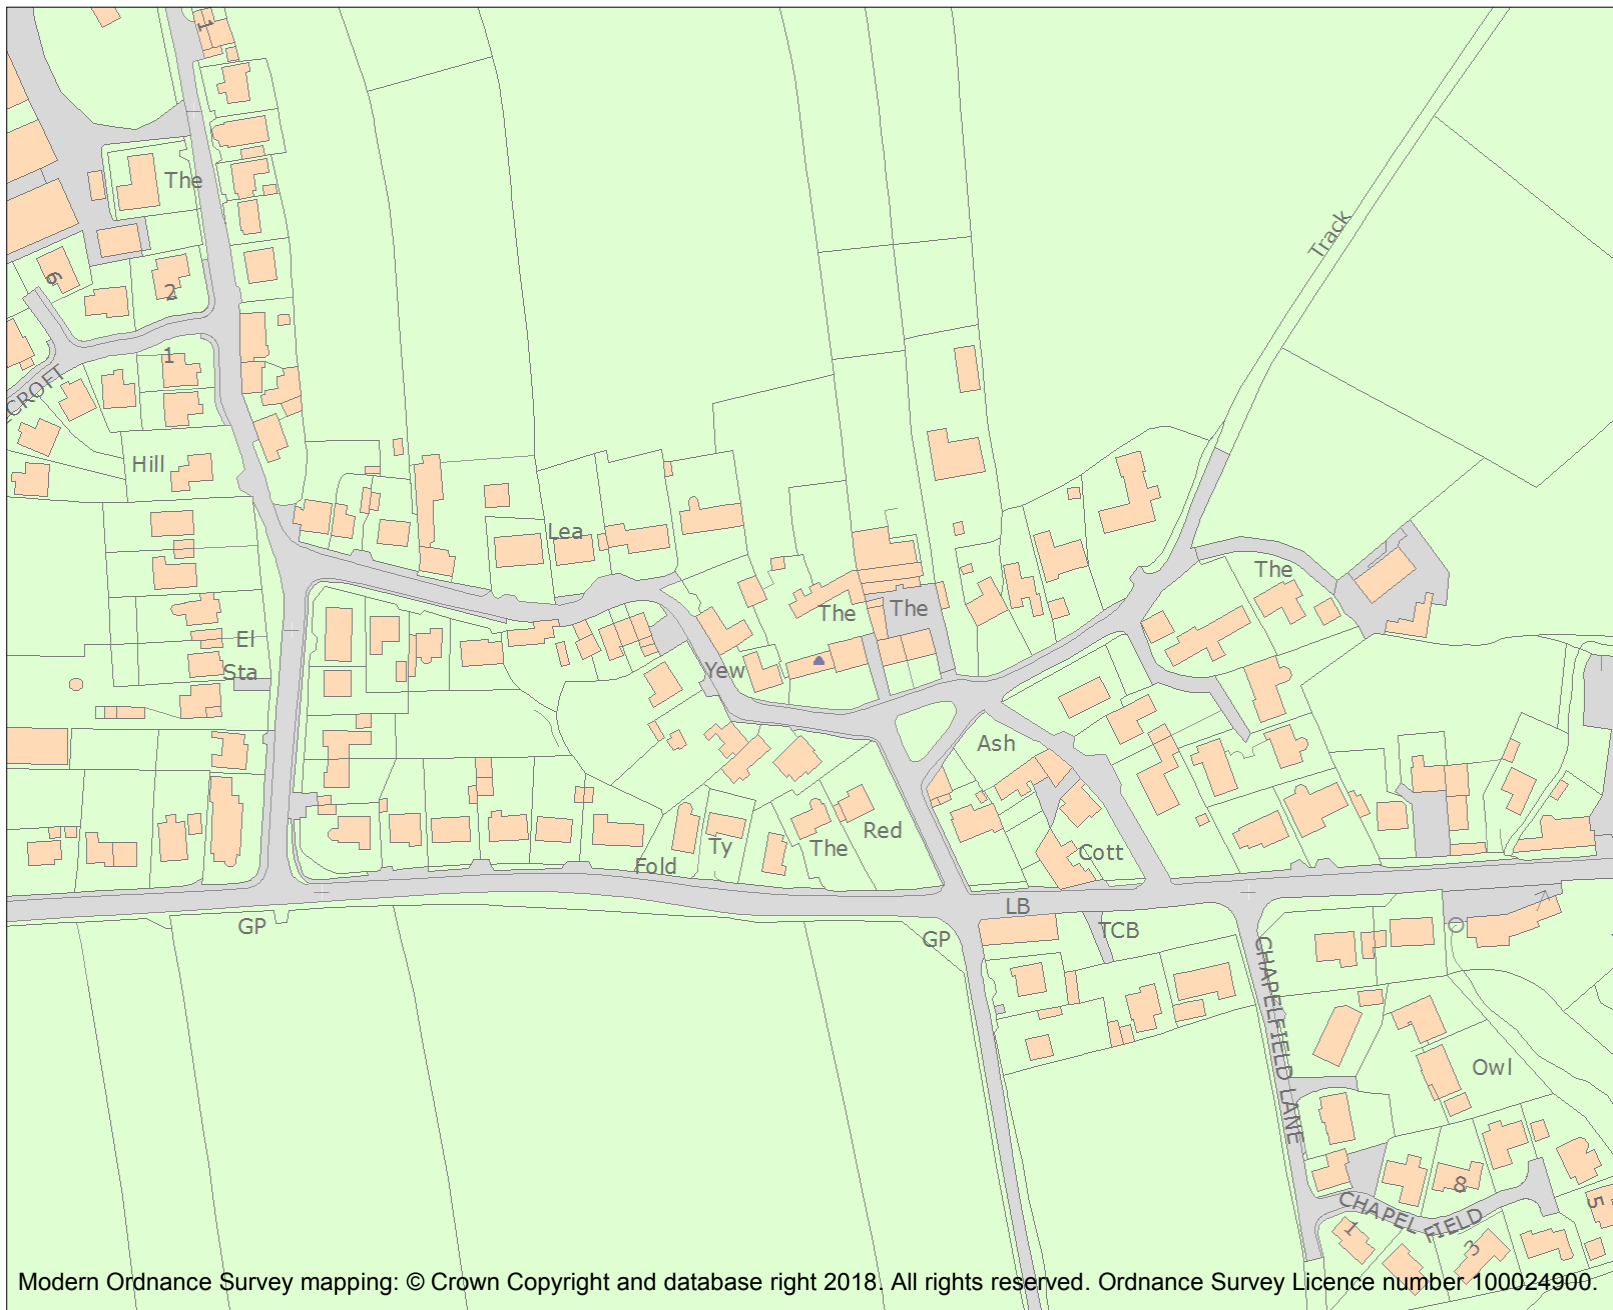 1
The
6
2
1
CROFT
Hill
Track
Lea
The
The
The
El
Sta
Yew
Ash
Red
Ty
The
Cott
Fold
GP
LB
GP
TCB
CHAPELFIELD LANE
Owl
8
5
CHAPEL FIELD
1
3
Modern Ordnance Survey mapping: © Crown Copyright and database right 2018. All rights reserved. Ordnance Survey Licence number 100024900.